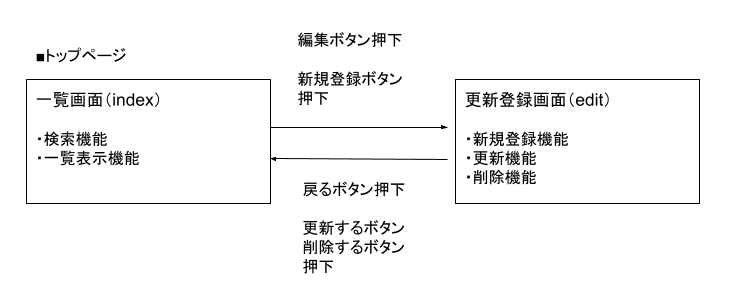 ■トップページ
一覧画面（index）
・検索機能
・一覧表示機能
編集ボタン押下
新規登録ボタン
押下
戻るボタン押下
更新するボタン
削除するボタン
押下
更新登録画面（edit）
・新規登録機能
・更新機能
・削除機能